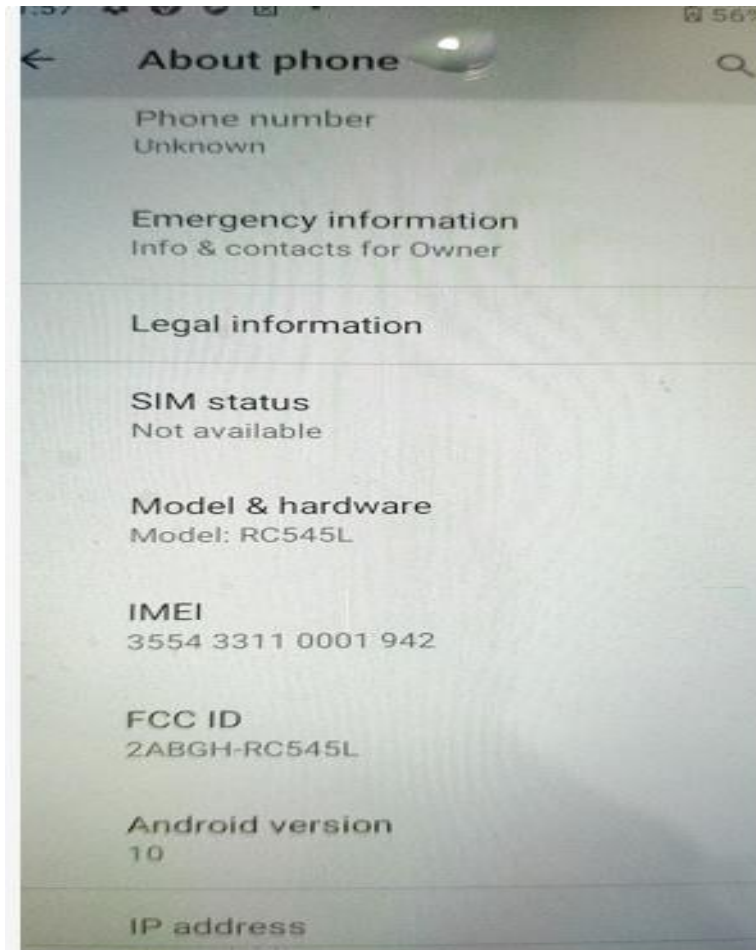 56%
About phone
Phone number
Unknown
Emergency information
Info & contacts for Owner
Legal information
SIM status
Not available
Model & hardware
Model: RC545L
IMEI
3554 3311 0001 942
FCC ID
2ABGH-RC545L
Android version
10
IP address